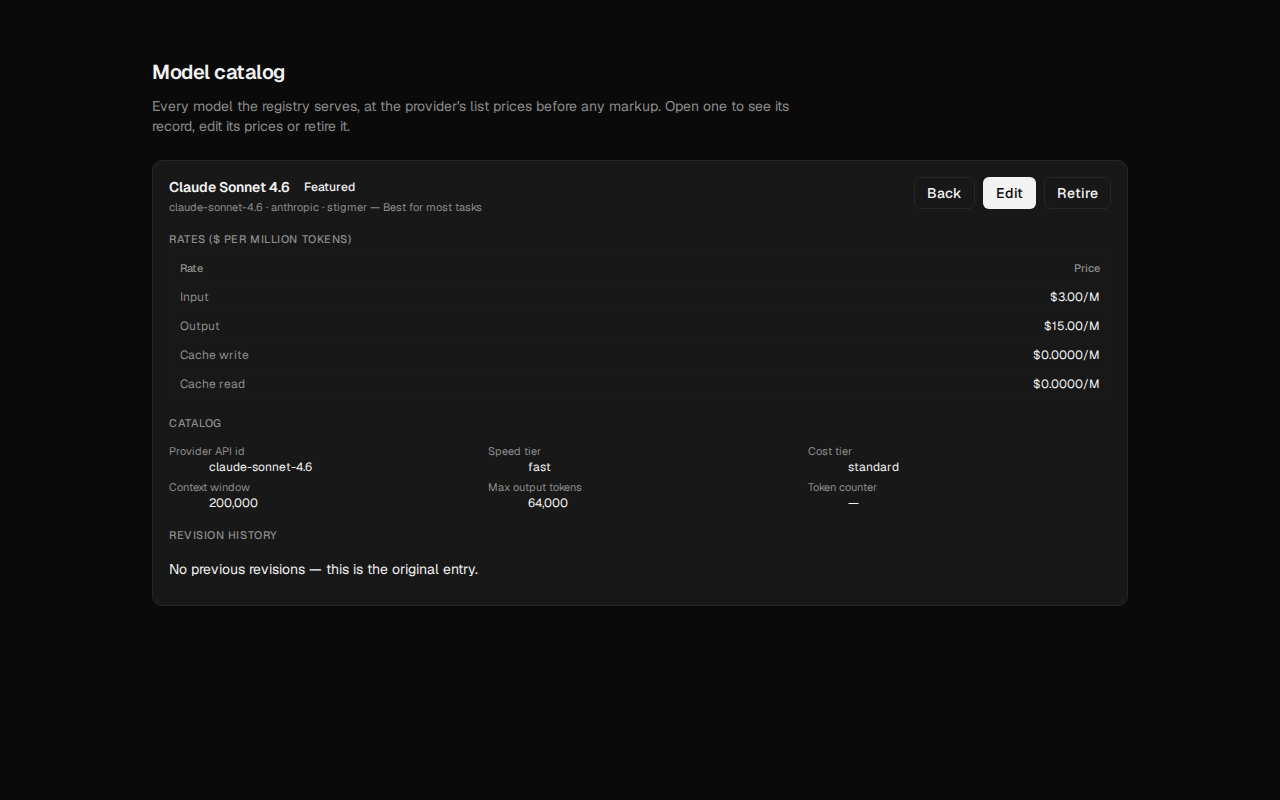 Model catalog
Every model the registry serves, at the provider's list prices before any markup. Open one to see its
record, edit its prices or retire it.
Claude Sonnet 4.6 Featured
claude-sonnet-4.6 · anthropic · stigmer — Best for most tasks
Back Edit Retire
RATES ($ PER MILLION TOKENS)
Rate Price
Input $3.00/M
Output $15.00/M
Cache write $0.0000/M
Cache read $0.0000/M
CATALOG
Provider API id Speed tier Cost tier
claude-sonnet-4.6 fast standard
Context window Max output tokens Token counter
200,000 64,000 —
REVISION HISTORY
No previous revisions — this is the original entry.